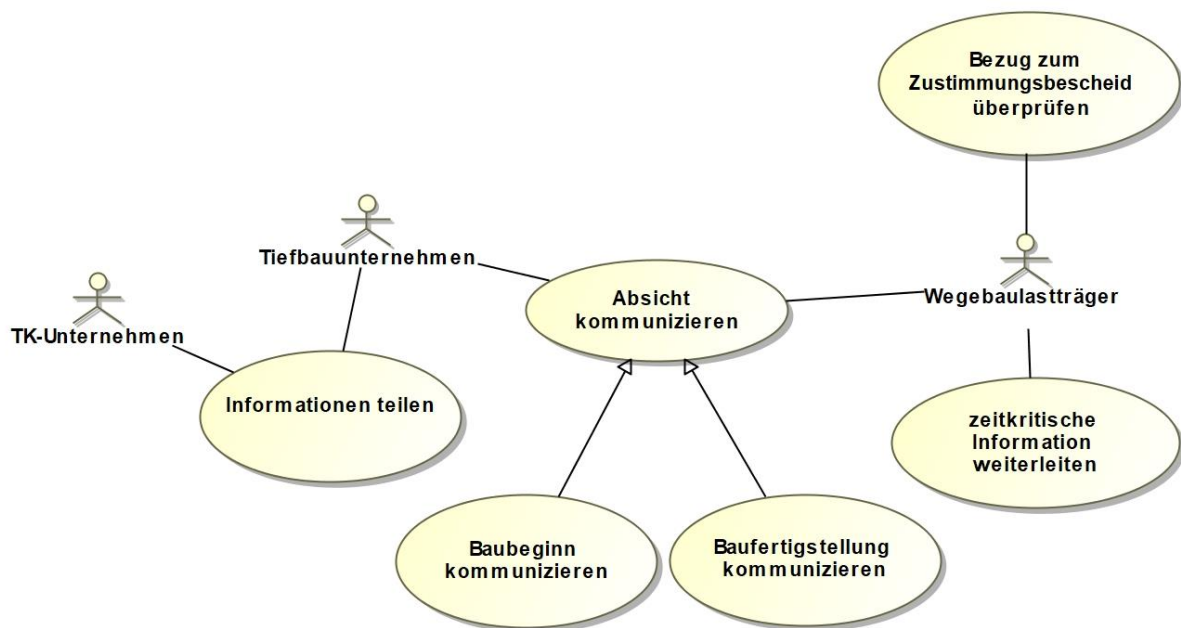 Bezug zum
Zustimmungsbescheid
überprüfen
Tiefbauunternehmen
TK-Unternehmen
Absicht
kommunizieren
Wegebaulastträger
Informationen teilen
zeitkritische
Information
weiterleiten
Baubeginn
kommunizieren
Baufertigstellung
kommunizieren